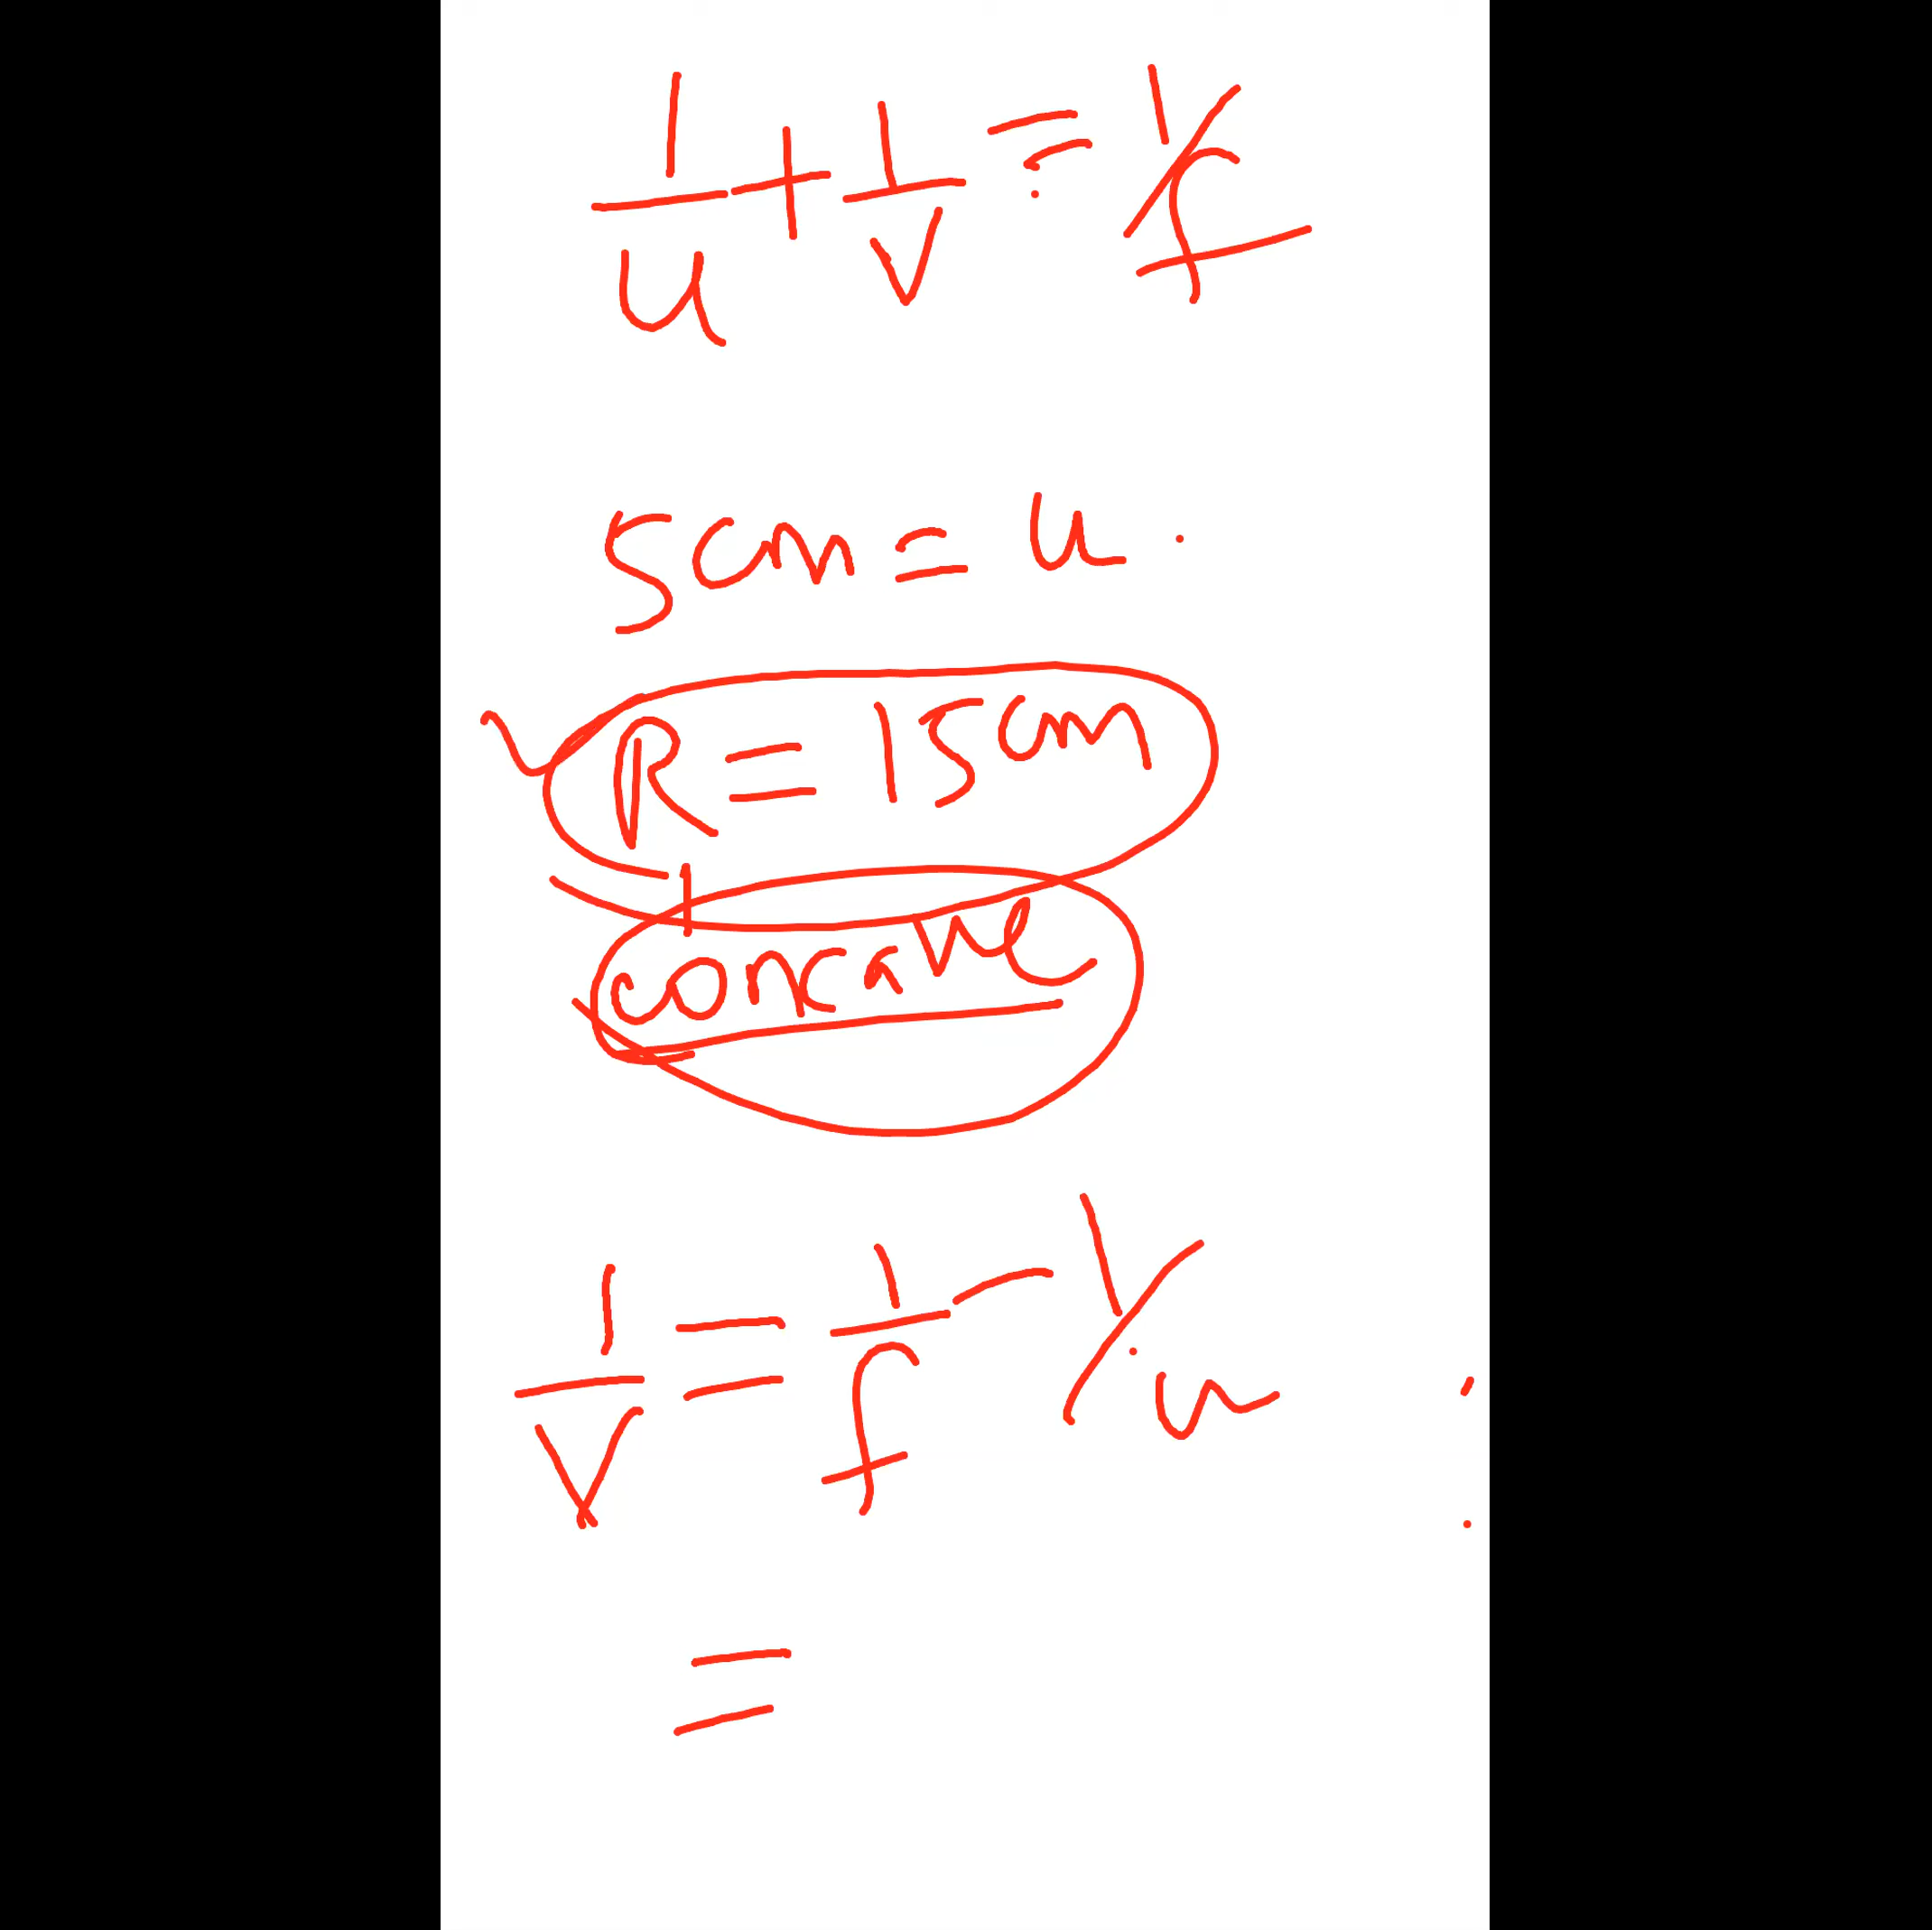 1/u + 1/v = 1/f
5cm = u.
R = 15cm
concave
1/v = 1/f - 1/u
=